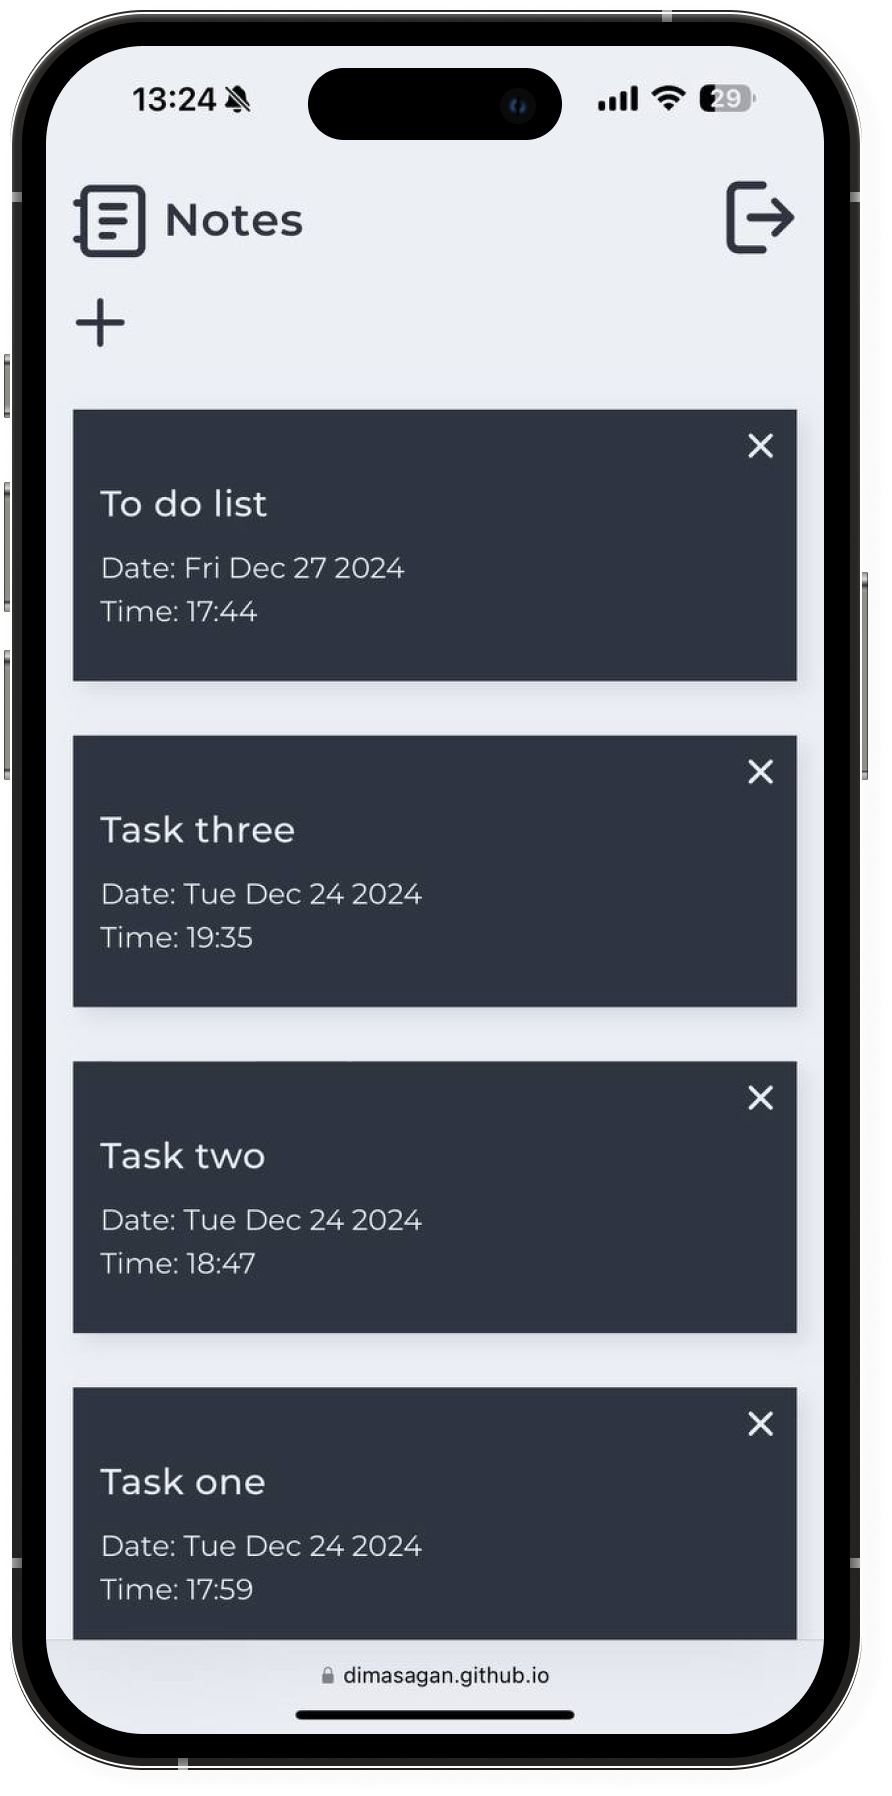 13:24
29
Notes
To do list
Date: Fri Dec 27 2024
Time: 17:44
Task three
Date: Tue Dec 24 2024
Time: 19:35
Task two
Date: Tue Dec 24 2024
Time: 18:47
Task one
Date: Tue Dec 24 2024
Time: 17:59
dimasagan.github.io